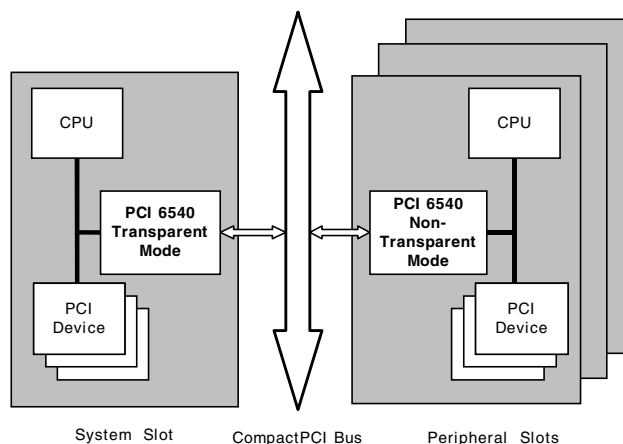 CPU
PCI 6540
Transparent
Mode
PCI
Device
System Slot
CompactPCI Bus
CPU
PCI 6540
Non-
Transparent
Mode
PCI
Device
Peripheral Slots